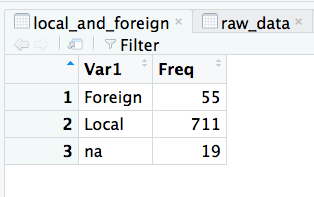 local_and_foreign × raw_data ×
Filter
Var1 Freq
1 Foreign 55
2 Local 711
3 na 19